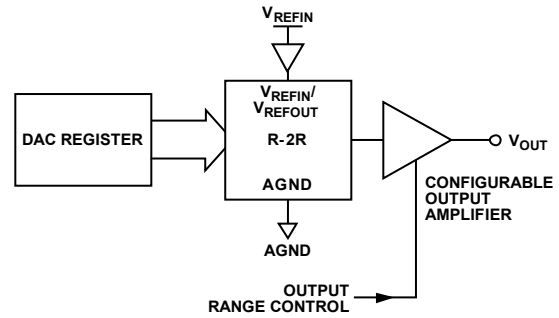 VREFIN
VREFIN/
VREFOUT
DAC REGISTER
R-2R
VOUT
AGND
CONFIGURABLE
OUTPUT
AMPLIFIER
AGND
OUTPUT
RANGE CONTROL